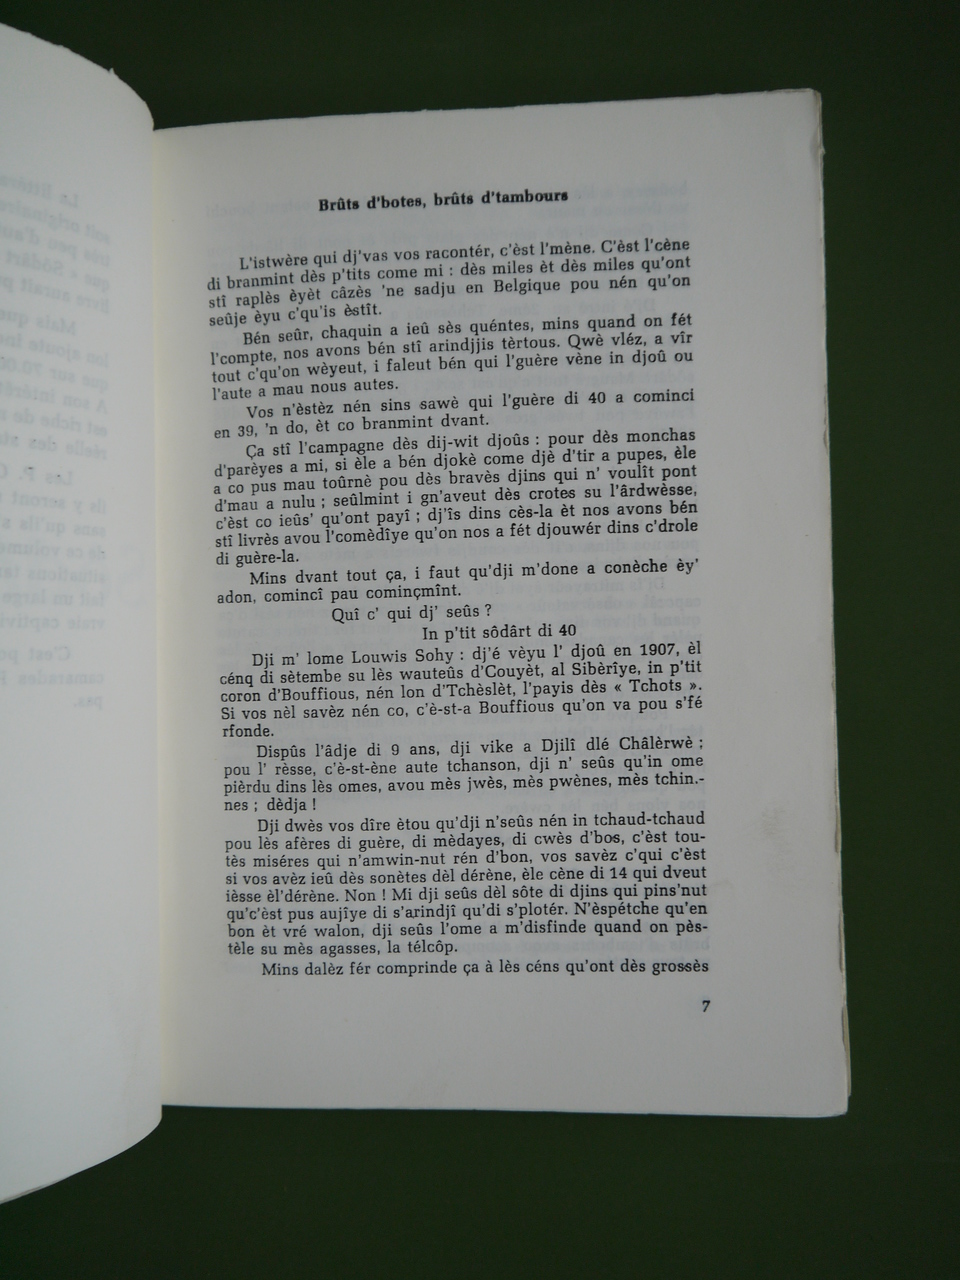 Brûts d'botes, brûts d'tambours
L'istwère qui dj'vas vos racontér, c'èst l'mène. C'èst l'cène
di branmint dès p'tits come mi : dès miles èt dès miles qu'ont
stî raplès èyèt câzès 'ne sadju en Belgique pou nén qu'on
seûje èyu c'qu'is èstît.
Bén seûr, chaquin a ieû sès quéntes, mins quand on fét
l'compte, nos avons bén stî arindjjis tèrtous. Qwè vléz, a vîr
tout c'qu'on wèyeut, i faleut bén qui l'guère vène in djoû ou
l'aute a mau nous autes.
Vos n'èstèz nén sins sawè qui l'guère di 40 a cominci
en 39, 'n do, èt co branmint dvant.
Ça stî l'campagne dès dij-wit djoûs : pour dès monchas
d'parèyes a mi, si èle a bén djokè come djè d'tir a pupes, èle
a co pus mau toûrnè pou dès bravès djins qui n' voulît pont
d'mau a nulu ; seûlmint i gn'aveut dès crotes su l'ârdwèsse,
c'èst co ieûs' qu'ont payî ; dj'îs dins cès-la èt nos avons bén
stî livrès avou l'comèdîye qu'on nos a fét djouwér dins c'drole
di guère-la.
Mins dvant tout ça, i faut qu'dji m'done a conèche èy'
adon, comincî pau cominçmînt.
Quî c' qui dj' seûs ?
In p'tit sôdârt di 40
Dji m' lome Louwis Sohy : dj'é vèyu l' djoû en 1907, èl
cénq di sètembe su lès wauteûs d'Couyèt, al Sibèrîye, in p'tit
coron d'Bouffious, nén lon d'Tchèslèt, l'payis dès « Tchots ».
Si vos nèl savèz nén co, c'è-st-a Bouffious qu'on va pou s'fé
rfonde.
Dispûs l'âdje di 9 ans, dji vike a Djilî dlé Châlèrwè ;
pou l' rèsse, c'è-st-ène aute tchanson, dji n' seûs qu'in ome
pièrdu dins lès omes, avou mès jwès, mès pwènes, mès tchin.-
nes ; dèdja !
Dji dwès vos dîre ètou qu'dji n'seûs nén in tchaud-tchaud
pou lès afères di guère, di mèdayes, di cwès d'bos, c'èst tou-
tès miséres qui n'amwin-nut rén d'bon, vos savèz c'qui c'èst
si vos avèz ieû dès sonètes dèl dérène, èle cène di 14 qui dveut
ièsse èl'dérène. Non ! Mi dji seûs dèl sôte di djins qui pins'nut
qu'c'èst pus aujîye di s'arindjî qu'di s'plotér. N'èspétche qu'en
bon èt vré walon, dji seûs l'ome a m'disfinde quand on pès-
tèle su mès agasses, la télcôp.
Mins dalèz fér comprinde ça à lès céns qu'ont dès grossès
7